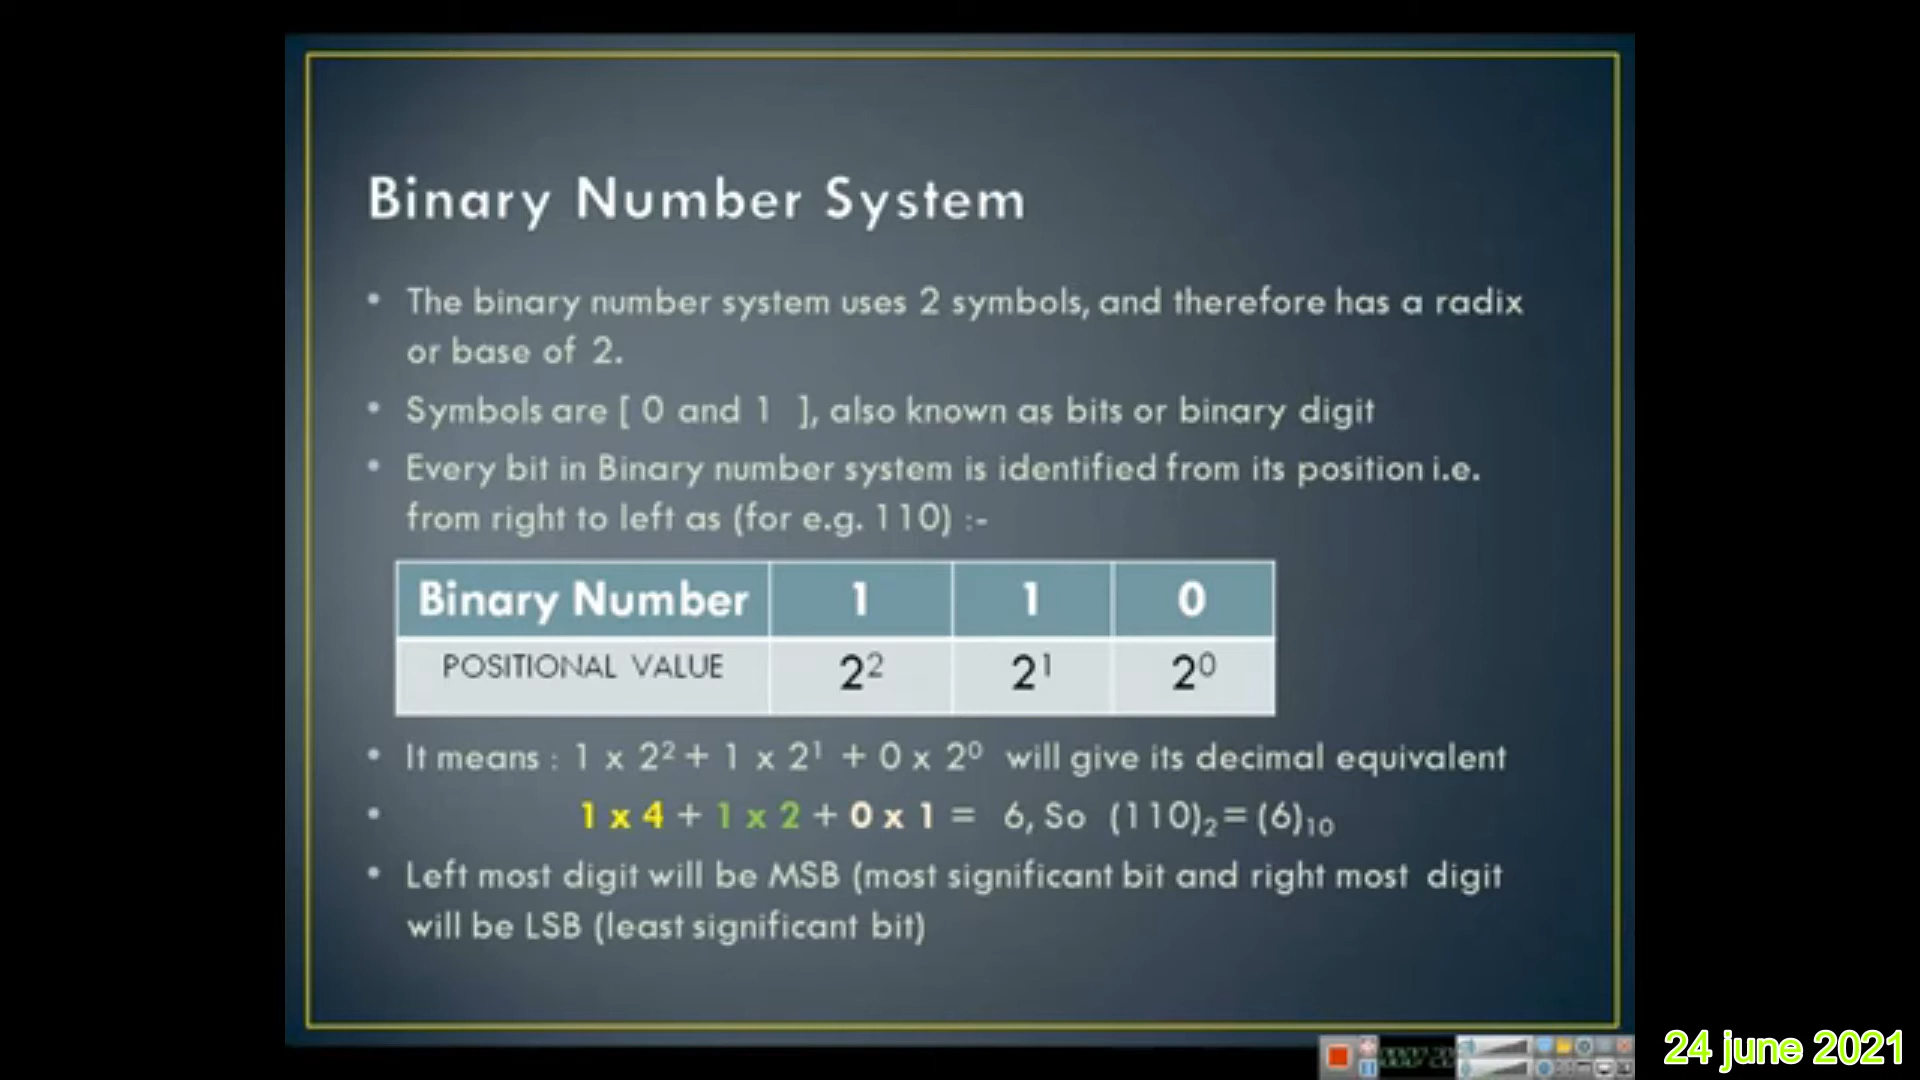 Binary Number System
• The binary number system uses 2 symbols, and therefore has a radix
or base of 2.
• Symbols are [ 0 and 1 ], also known as bits or binary digit
• Every bit in Binary number system is identified from its position i.e.
from right to left as (for e.g. 110) :-
Binary Number 1 1 0
POSITIONAL VALUE 2² 2¹ 2⁰
• It means : 1 x 2² + 1 x 2¹ + 0 x 2⁰ will give its decimal equivalent
• 1 x 4 + 1 x 2 + 0 x 1 = 6, So (110)₂ = (6)₁₀
• Left most digit will be MSB (most significant bit and right most digit
will be LSB (least significant bit)
24 june 2021